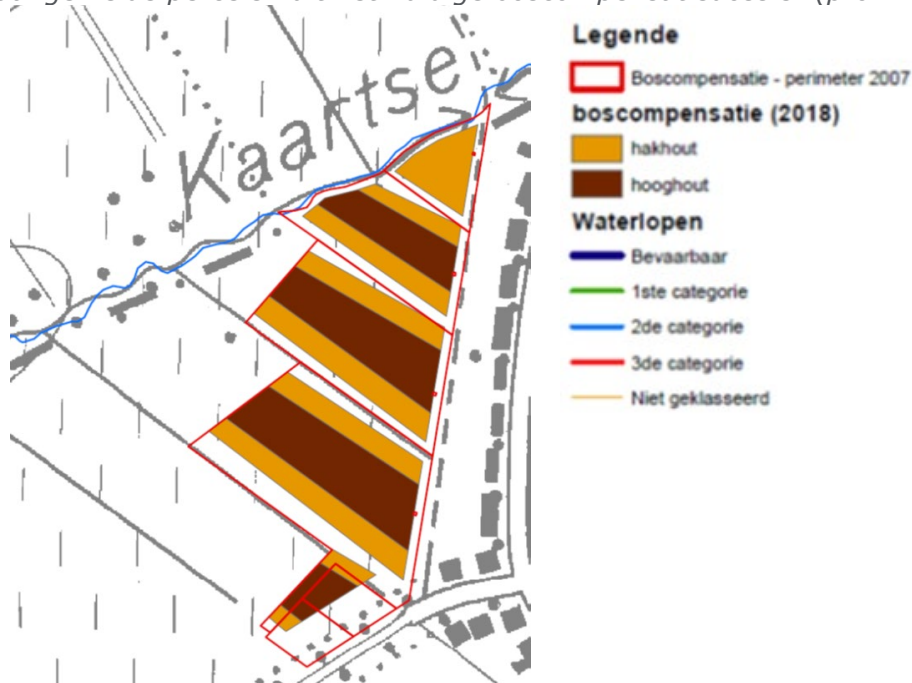 Kaartse
Legende
Boscompensatie - perimeter 2007
boscompensatie (2018)
hakhout
hooghout
Waterlopen
Bevaarbaar
1ste categorie
2de categorie
3de categorie
Niet geklasseerd